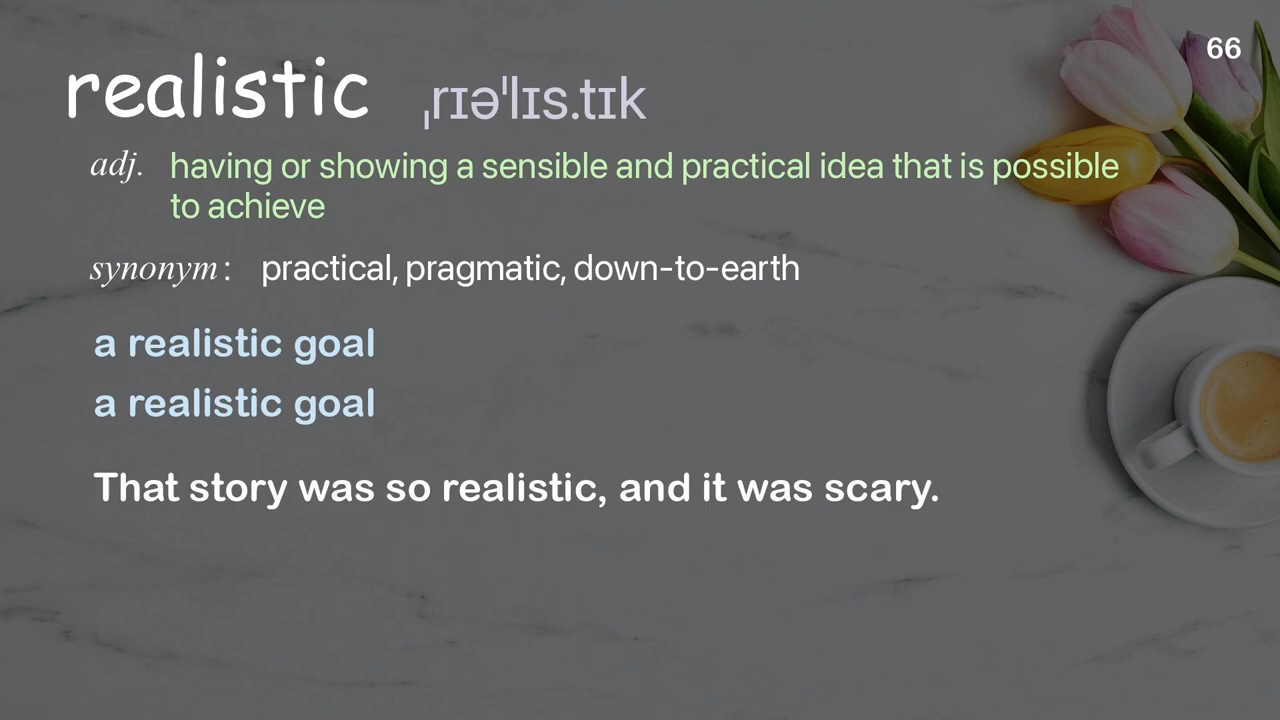 66
realistic ˌrɪəˈlɪs.tɪk
adj. having or showing a sensible and practical idea that is possible
to achieve
synonym: practical, pragmatic, down-to-earth
a realistic goal
a realistic goal
That story was so realistic, and it was scary.